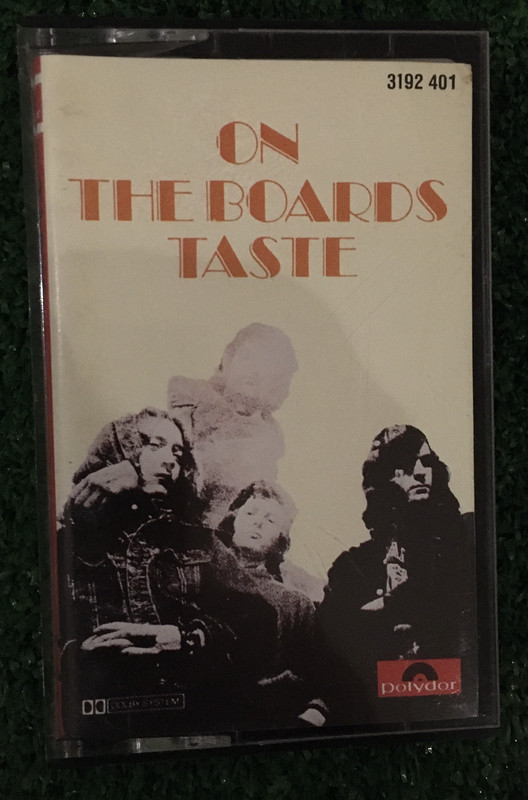 3192 401
ON
THE BOARDS
TASTE
polydor
DOLBY SYSTEM